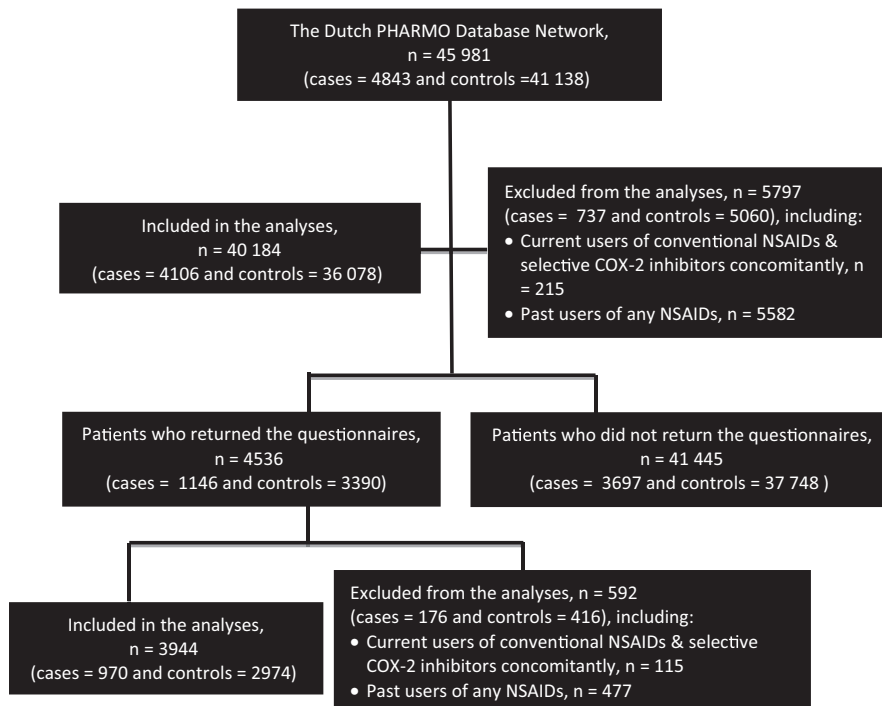 The Dutch PHARMO Database Network,
n = 45 981
(cases = 4843 and controls =41 138)
Included in the analyses,
n = 40 184
(cases = 4106 and controls = 36 078)
Excluded from the analyses, n = 5797
(cases =  737 and controls = 5060), including:
• Current users of conventional NSAIDs &
selective COX-2 inhibitors concomitantly, n
= 215
• Past users of any NSAIDs, n = 5582
Patients who returned the questionnaires,
n = 4536
(cases =  1146 and controls = 3390)
Patients who did not return the questionnaires,
n = 41 445
(cases =  3697 and controls = 37 748 )
Included in the analyses,
n = 3944
(cases = 970 and controls = 2974)
Excluded from the analyses, n = 592
(cases = 176 and controls = 416), including:
• Current users of conventional NSAIDs & selective
COX-2 inhibitors concomitantly, n = 115
• Past users of any NSAIDs, n = 477